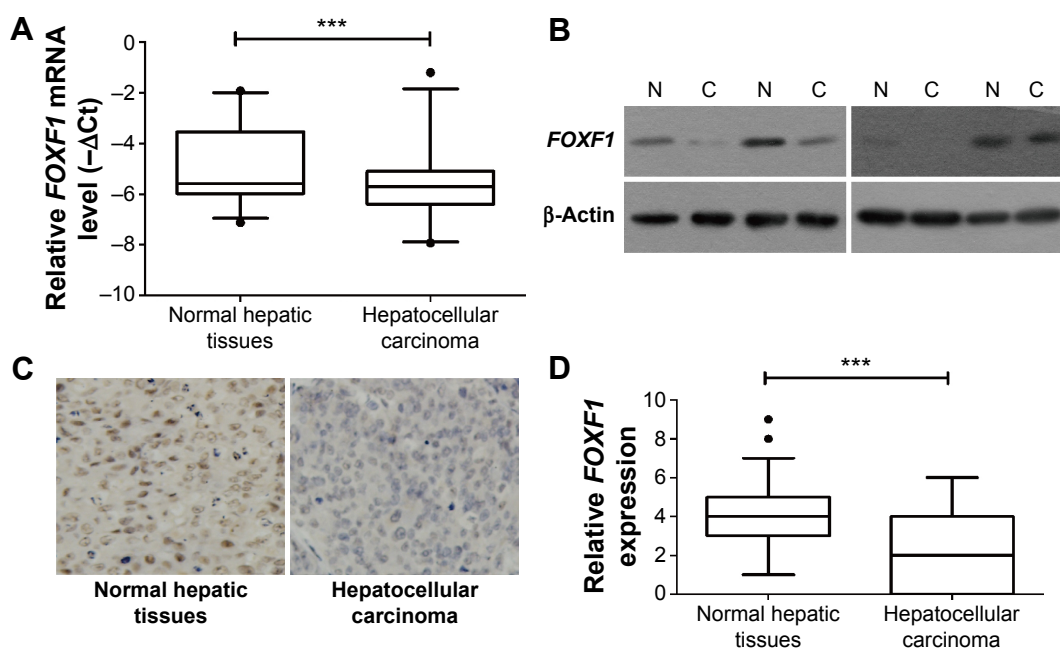 A
Relative FOXF1 mRNA
level (–ΔCt)
***
0
–2
–4
–6
–8
–10
Normal hepatic
tissues
Hepatocellular
carcinoma
B
N C N C N C N C
FOXF1
β-Actin
C
Normal hepatic
tissues
Hepatocellular
carcinoma
D
Relative FOXF1
expression
***
10
8
6
4
2
0
Normal hepatic
tissues
Hepatocellular
carcinoma